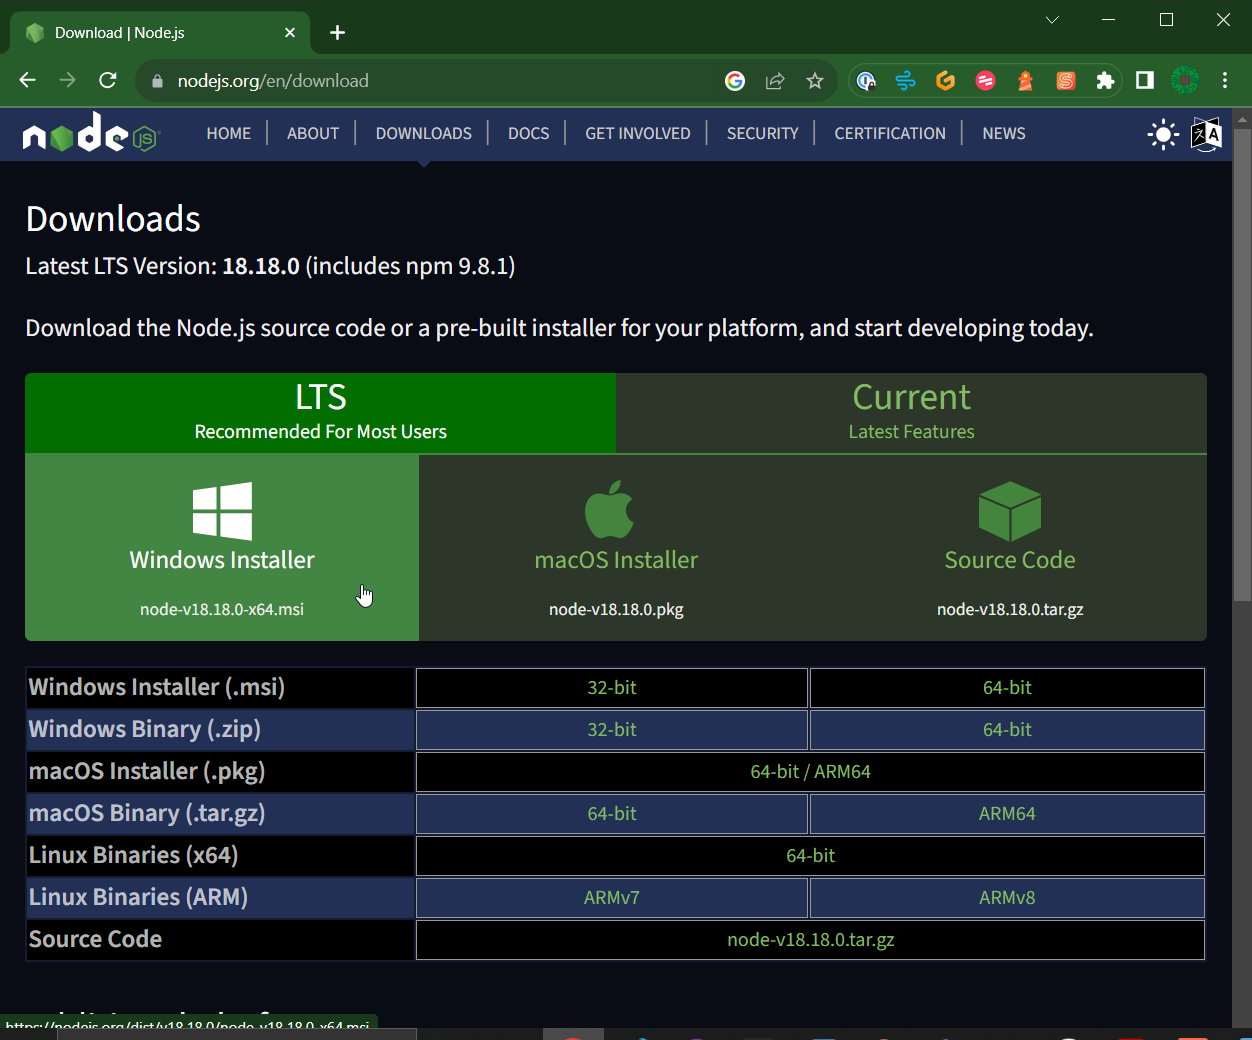 Download | Node.js
nodejs.org/en/download
node JS
HOME ABOUT DOWNLOADS DOCS GET INVOLVED SECURITY CERTIFICATION NEWS
Downloads
Latest LTS Version: 18.18.0 (includes npm 9.8.1)
Download the Node.js source code or a pre-built installer for your platform, and start developing today.
LTS
Recommended For Most Users
Current
Latest Features
Windows Installer
node-v18.18.0-x64.msi
macOS Installer
node-v18.18.0.pkg
Source Code
node-v18.18.0.tar.gz
Windows Installer (.msi) 32-bit 64-bit
Windows Binary (.zip) 32-bit 64-bit
macOS Installer (.pkg) 64-bit / ARM64
macOS Binary (.tar.gz) 64-bit ARM64
Linux Binaries (x64) 64-bit
Linux Binaries (ARM) ARMv7 ARMv8
Source Code node-v18.18.0.tar.gz
https://nodejs.org/dist/v18.18.0/node-v18.18.0-x64.msi